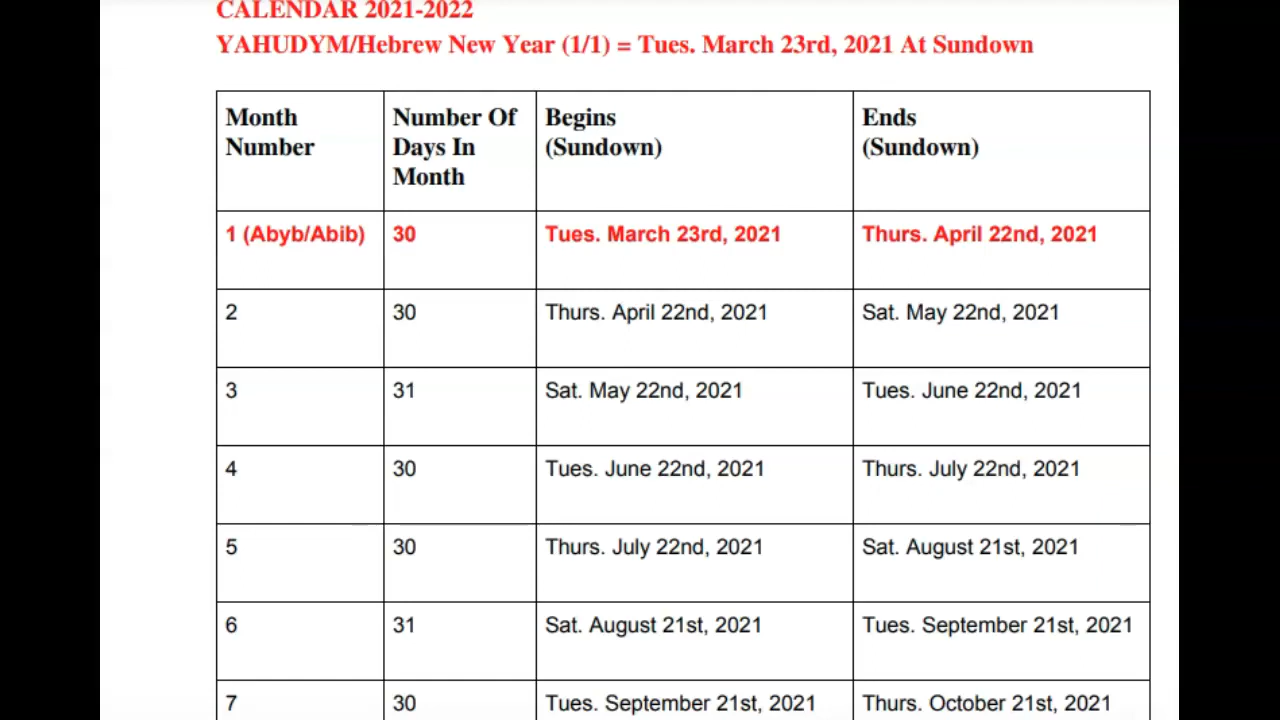 CALENDAR 2021-2022
YAHUDYM/Hebrew New Year (1/1) = Tues. March 23rd, 2021 At Sundown
Month Number Number Of Days In Month Begins (Sundown) Ends (Sundown)
1 (Abyb/Abib) 30 Tues. March 23rd, 2021 Thurs. April 22nd, 2021
2 30 Thurs. April 22nd, 2021 Sat. May 22nd, 2021
3 31 Sat. May 22nd, 2021 Tues. June 22nd, 2021
4 30 Tues. June 22nd, 2021 Thurs. July 22nd, 2021
5 30 Thurs. July 22nd, 2021 Sat. August 21st, 2021
6 31 Sat. August 21st, 2021 Tues. September 21st, 2021
7 30 Tues. September 21st, 2021 Thurs. October 21st, 2021